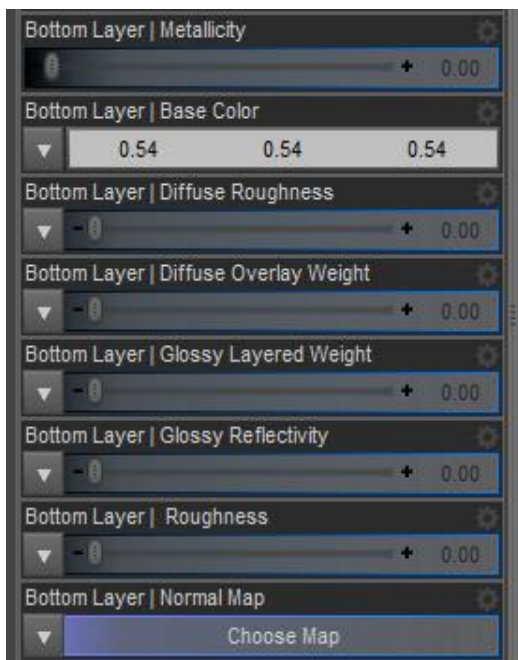 Bottom Layer | Metallicity
0.00
Bottom Layer | Base Color
0.54 0.54 0.54
Bottom Layer | Diffuse Roughness
0.00
Bottom Layer | Diffuse Overlay Weight
0.00
Bottom Layer | Glossy Layered Weight
0.00
Bottom Layer | Glossy Reflectivity
0.00
Bottom Layer | Roughness
0.00
Bottom Layer | Normal Map
Choose Map